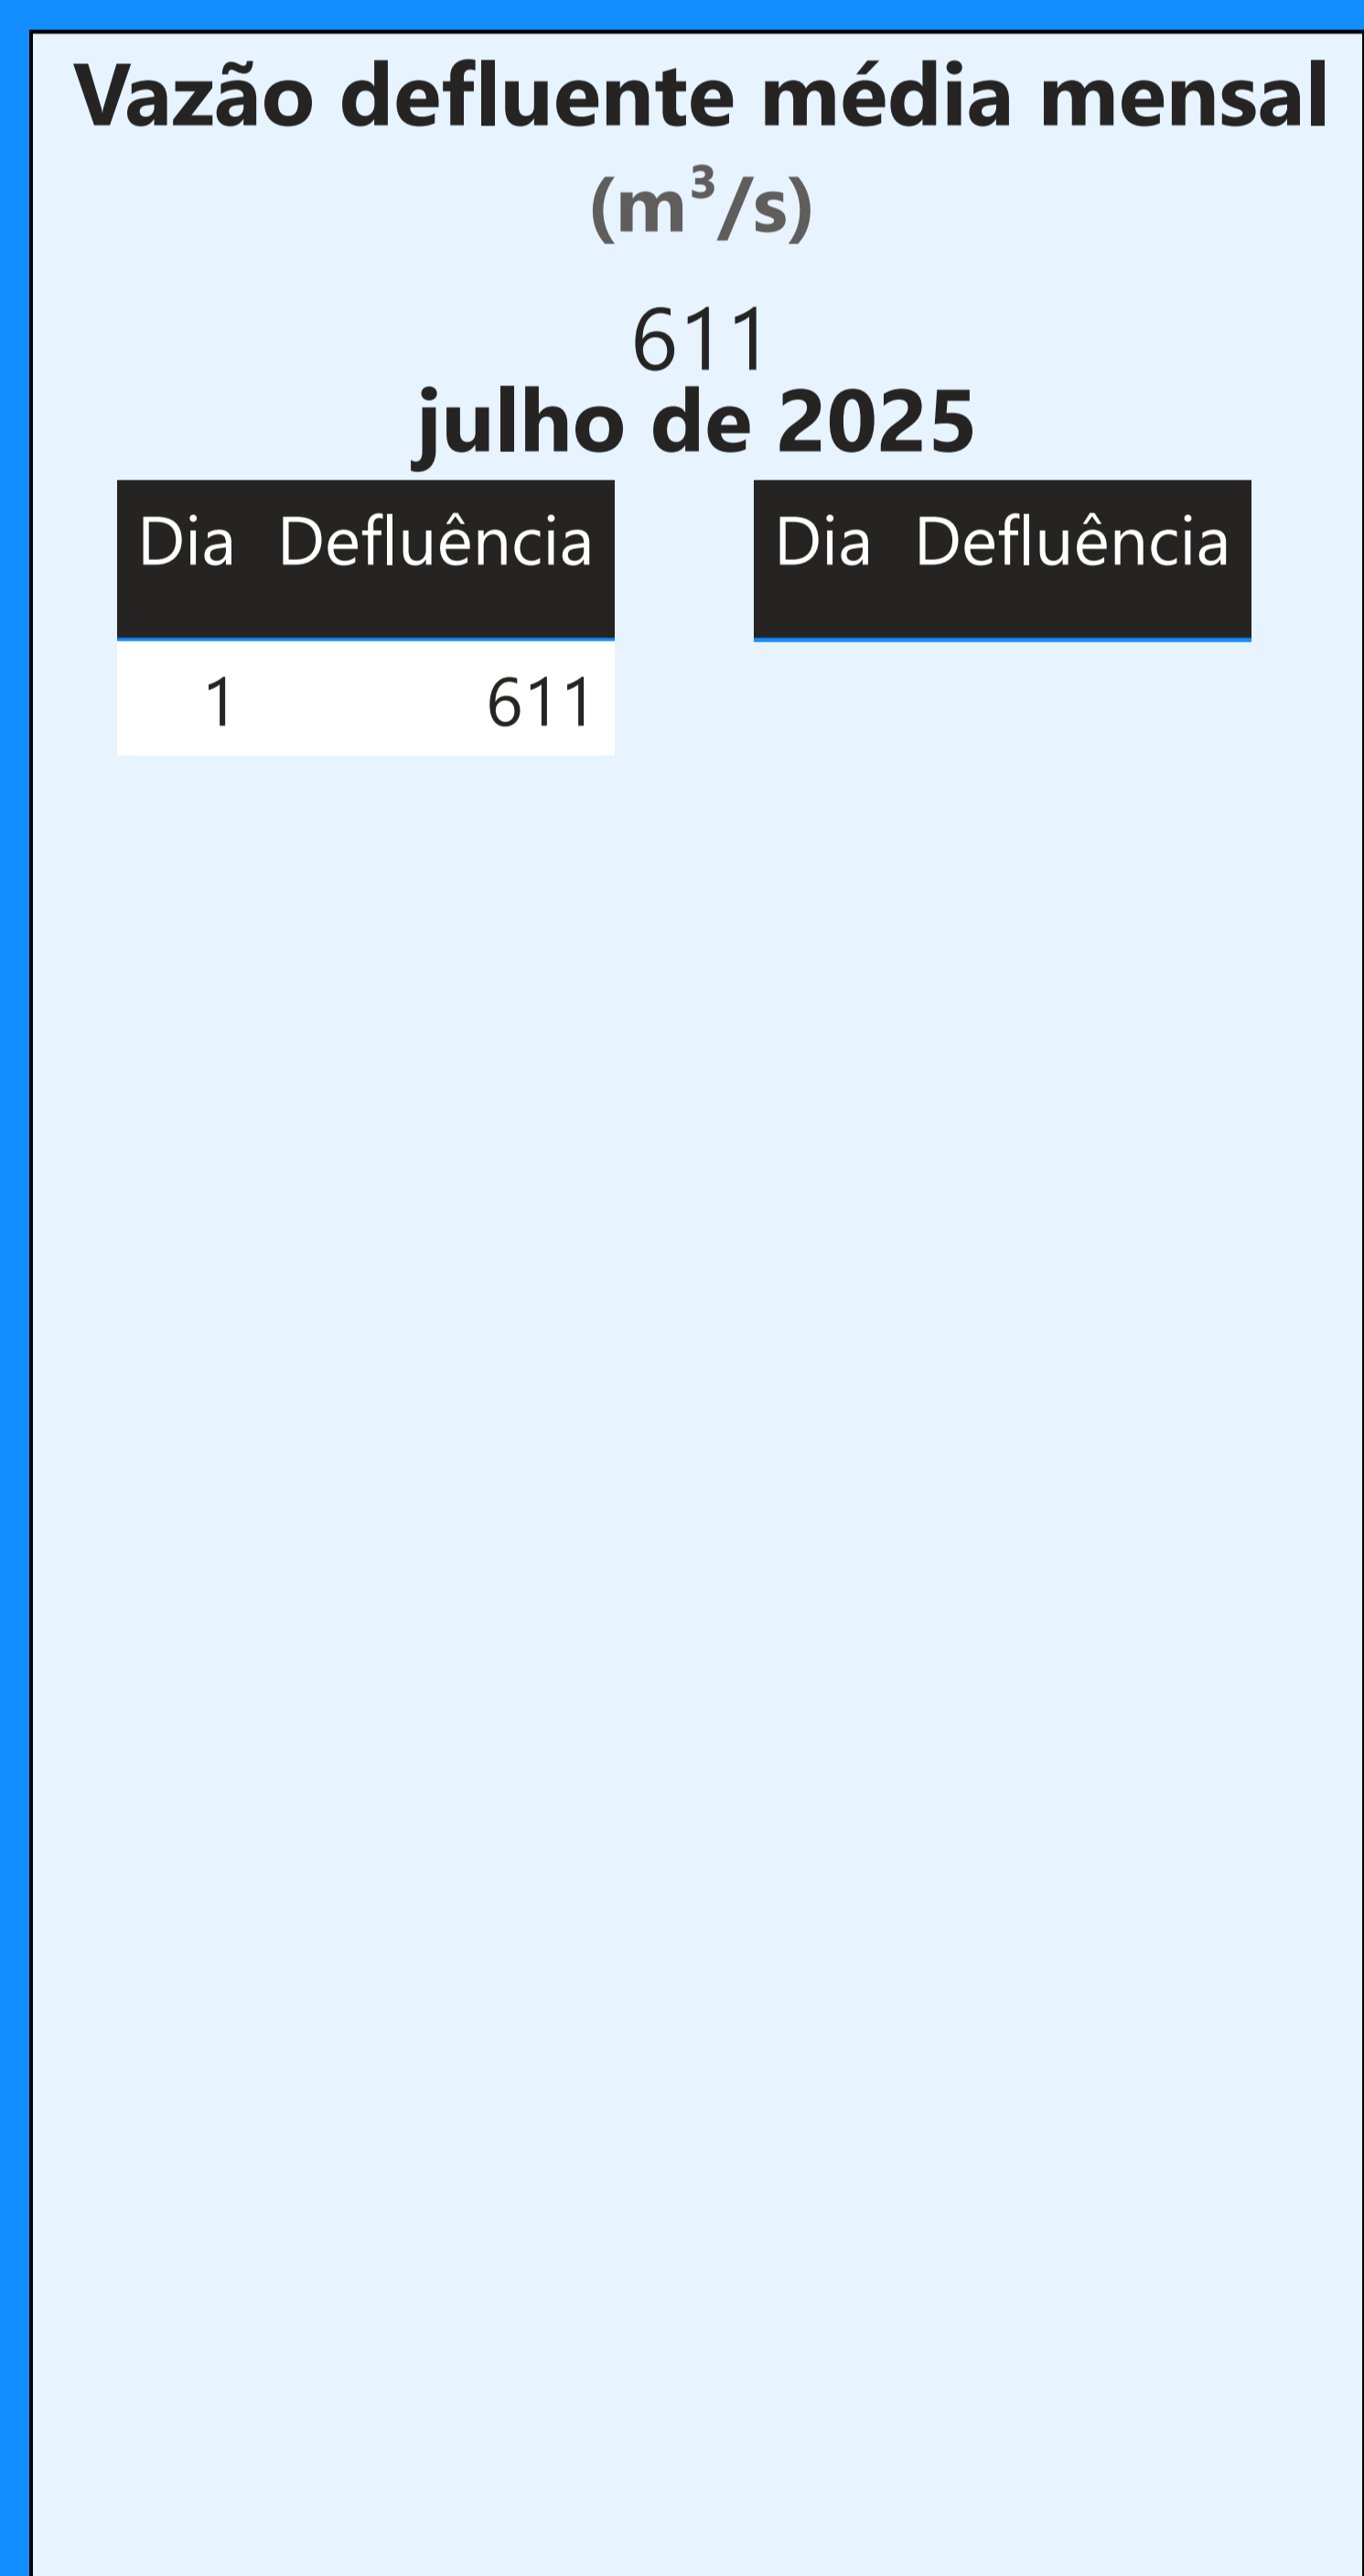 Vazão defluente média mensal
(m³/s)
611
julho de 2025
Dia Defluência
1 611
Dia Defluência